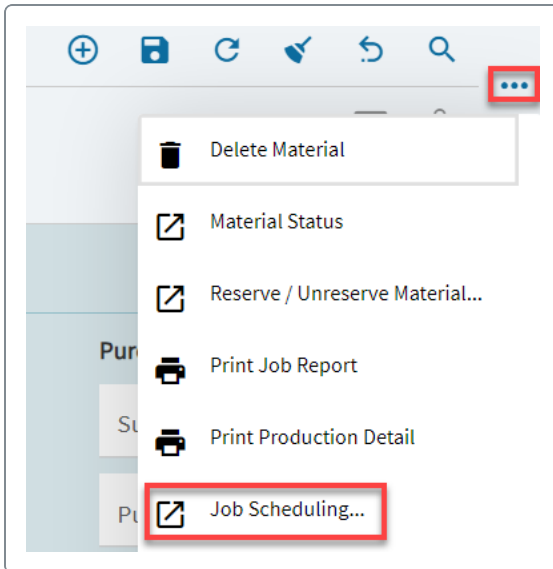 Delete Material
Material Status
Reserve / Unreserve Material...
Print Job Report
Print Production Detail
Job Scheduling...